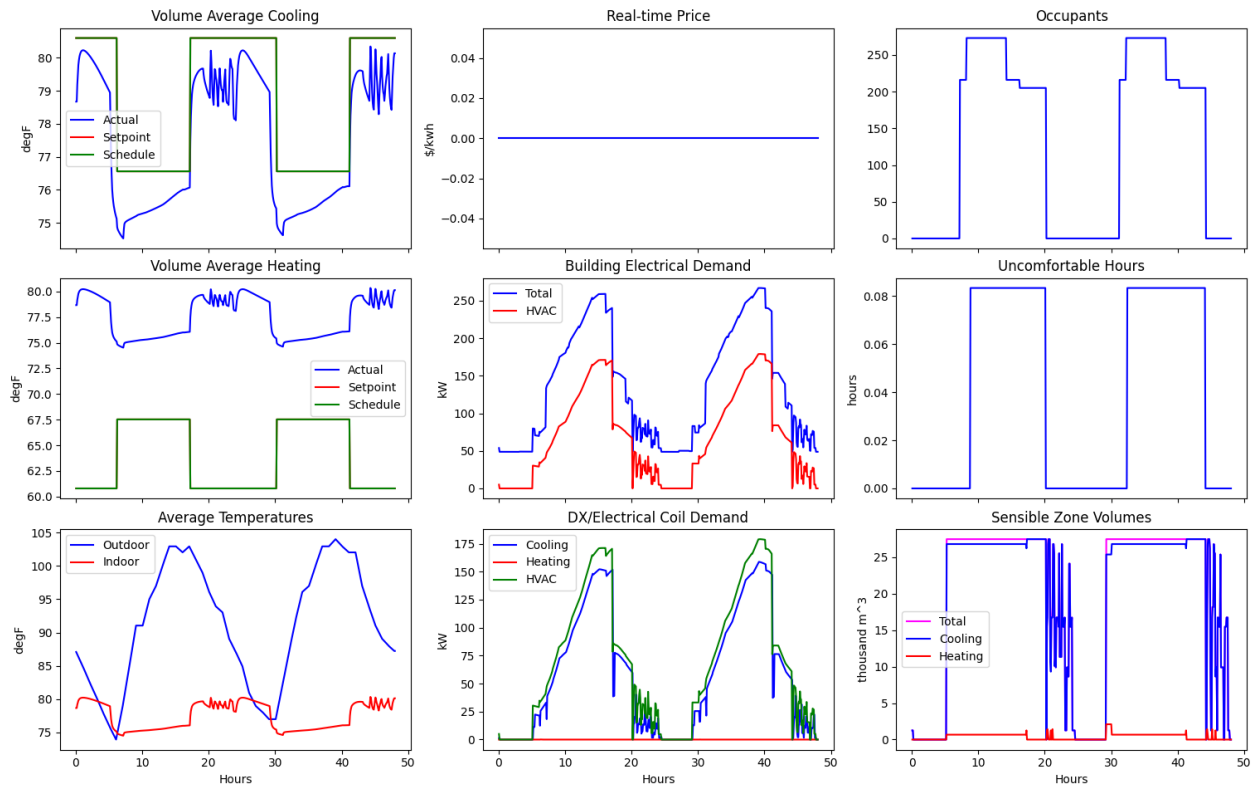 Volume Average Cooling
80
79
78
77
76
75
degF
Actual
Setpoint
Schedule
Real-time Price
0.04
0.02
0.00
−0.02
−0.04
$/kwh
Occupants
250
200
150
100
50
0
Volume Average Heating
80.0
77.5
75.0
72.5
70.0
67.5
65.0
62.5
60.0
degF
Actual
Setpoint
Schedule
Building Electrical Demand
250
200
150
100
50
0
kW
Total
HVAC
Uncomfortable Hours
0.08
0.06
0.04
0.02
0.00
hours
Average Temperatures
105
100
95
90
85
80
75
degF
Outdoor
Indoor
0 10 20 30 40 50
Hours
DX/Electrical Coil Demand
175
150
125
100
75
50
25
0
kW
Cooling
Heating
HVAC
0 10 20 30 40 50
Hours
Sensible Zone Volumes
25
20
15
10
5
0
thousand m^3
Total
Cooling
Heating
0 10 20 30 40 50
Hours